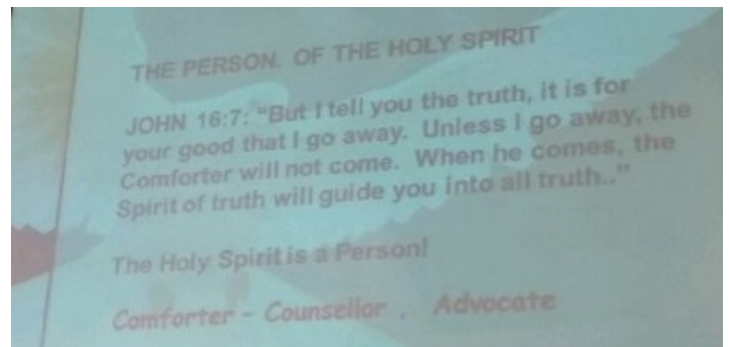 THE PERSON. OF THE HOLY SPIRIT
JOHN 16:7: "But I tell you the truth, it is for
your good that I go away. Unless I go away, the
Comforter will not come. When he comes, the
Spirit of truth will guide you into all truth.."
The Holy Spirit is a Person!
Comforter - Counsellor , Advocate